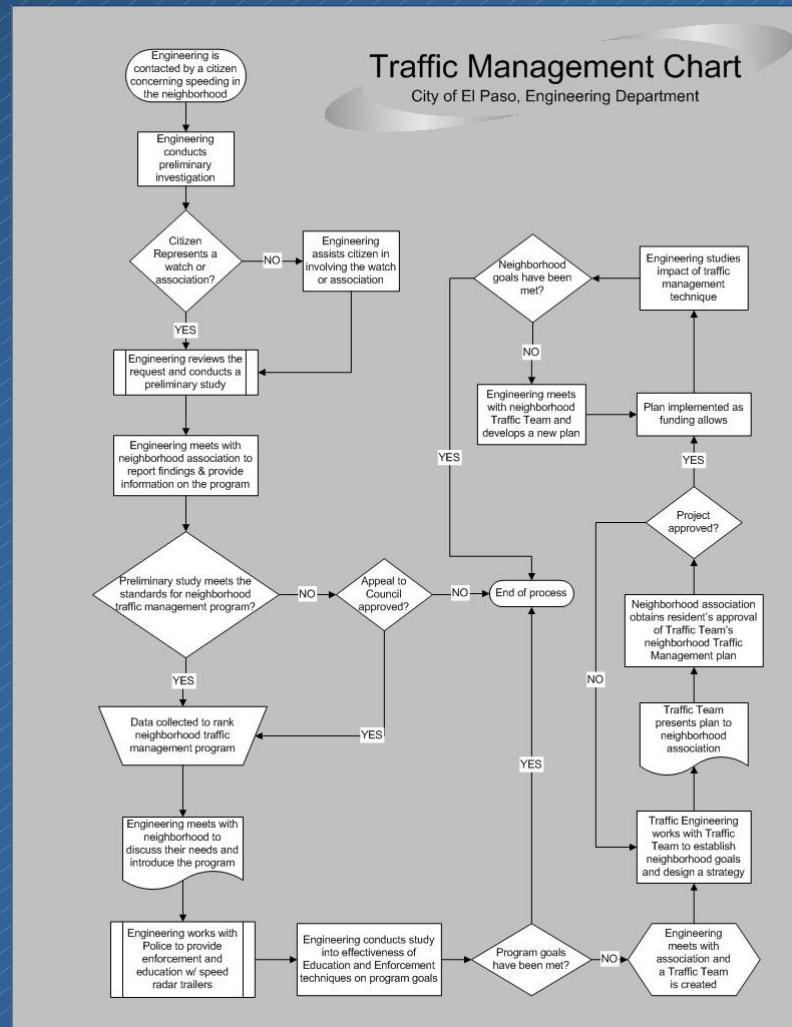 Traffic Management Chart
City of El Paso, Engineering Department
Engineering is
contacted by a citizen
concerning speeding in
the neighborhood
Engineering
conducts
preliminary
investigation
Citizen
Represents a
watch or
association?
NO
Engineering
assists citizen in
involving the watch
or association
YES
Engineering reviews the
request and conducts a
preliminary study
Engineering meets with
neighborhood association to
report findings & provide
information on the program
Preliminary study meets the
standards for neighborhood
traffic management program?
NO
Appeal to
Council
approved?
NO
End of process
YES
YES
Data collected to rank
neighborhood traffic
management program
Engineering meets with
neighborhood to
discuss their needs and
introduce the program
Engineering works with
Police to provide
enforcement and
education w/ speed
radar trailers
Engineering conducts study
into effectiveness of
Education and Enforcement
techniques on program goals
Program goals
have been met?
YES
NO
Engineering
meets with
association and
a Traffic Team
is created
Traffic Engineering
works with Traffic
Team to establish
neighborhood goals
and design a strategy
Traffic Team
presents plan to
neighborhood
association
Neighborhood association
obtains resident's approval
of Traffic Team's
neighborhood Traffic
Management plan
Project
approved?
NO
YES
Plan implemented as
funding allows
Engineering studies
impact of traffic
management
technique
Neighborhood
goals have been
met?
YES
NO
Engineering meets
with neighborhood
Traffic Team and
develops a new plan